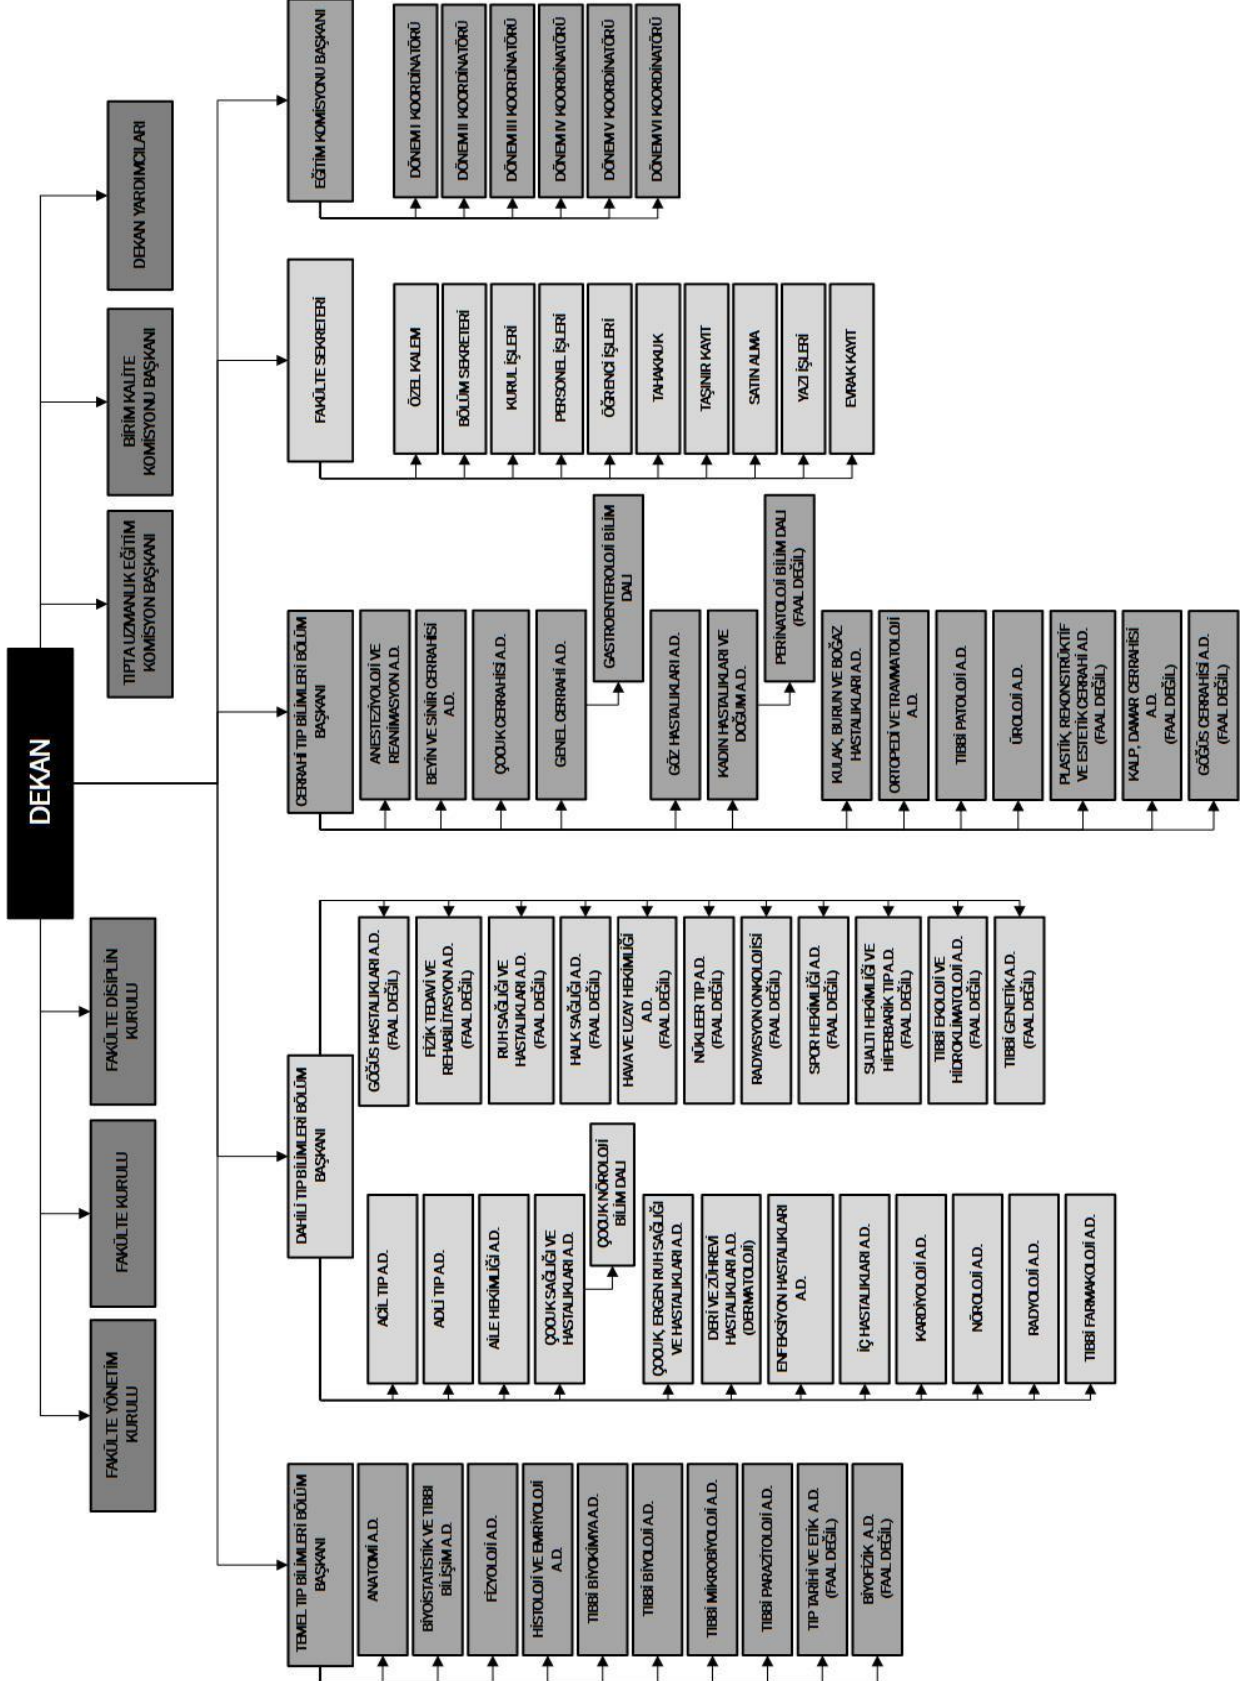 DEKAN
FAKÜLTE YÖNETİM
KURULU
FAKÜLTE KURULU
FAKÜLTE DİSİPLİN
KURULU
TIPTA UZMANLIK EĞİTİM
KOMİSYON BAŞKANI
BİRİM KALİTE
KOMİSYONU BAŞKANI
DEKAN YARDIMCILARI
TEMEL TIP BİLİMLERİ BÖLÜM
BAŞKANI
ANATOMİ A.D.
BİYOİSTATİSTİK VE TIBBİ
BİLİŞİM A.D.
FİZYOLOJİ A.D.
HİSTOLOJİ VE EMRİYOLOJİ
A.D.
TIBBİ BİYOKİMYA A.D.
TIBBİ BİYOLOJİ A.D.
TIBBİ MİKROBİYOLOJİ A.D.
TIBBİ PARAZİTOLOJİ A.D.
TIP TARİHİ VE ETİK A.D.
(FAAL DEĞİL)
BİYOFİZİK A.D.
(FAAL DEĞİL)
DAHİLİ TIP BİLİMLERİ BÖLÜM
BAŞKANI
ACİL TIP A.D.
ADLİ TIP A.D.
AİLE HEKİMLİĞİ A.D.
ÇOCUK SAĞLIĞI VE
HASTALIKLARI A.D.
ÇOCUK NÖROLOJİ
BİLİM DALI
ÇOCUK, ERGEN RUH SAĞLIĞI
VE HASTALIKLARI A.D.
DERİ VE ZÜHREVİ
HASTALIKLARI A.D.
(DERMATOLOJİ)
ENFEKSİYON HASTALIKLARI
A.D.
İÇ HASTALIKLARI A.D.
KARDİYOLOJİ A.D.
NÖROLOJİ A.D.
RADYOLOJİ A.D.
TIBBİ FARMAKOLOJİ A.D.
GÖĞÜS HASTALIKLARI A.D.
(FAAL DEĞİL)
FİZİK TEDAVİ VE
REHABİLİTASYON A.D.
(FAAL DEĞİL)
RUH SAĞLIĞI VE
HASTALIKLARI A.D.
(FAAL DEĞİL)
HALK SAĞLIĞI A.D.
(FAAL DEĞİL)
HAVA VE UZAY HEKİMLİĞİ
A.D.
(FAAL DEĞİL)
NÜKLEER TIP A.D.
(FAAL DEĞİL)
RADYASYON ONKOLOJİSİ
(FAAL DEĞİL)
SPOR HEKİMLİĞİ A.D.
(FAAL DEĞİL)
SUALTI HEKİMLİĞİ VE
HİPERBARİK TIP A.D.
(FAAL DEĞİL)
TIBBİ EKOLOJİ VE
HİDROKLİMATOLOJİ A.D.
(FAAL DEĞİL)
TIBBİ GENETİK A.D.
(FAAL DEĞİL)
CERRAHİ TIP BİLİMLERİ BÖLÜM
BAŞKANI
ANESTEZİYOLOJİ VE
REANİMASYON A.D.
BEYİN VE SİNİR CERRAHİSİ
A.D.
ÇOCUK CERRAHİSİ A.D.
GENEL CERRAHİ A.D.
GASTROENTEROLOJİ BİLİM
DALI
GÖZ HASTALIKLARI A.D.
KADIN HASTALIKLARI VE
DOĞUM A.D.
PERİNATOLOJİ BİLİM DALI
(FAAL DEĞİL)
KULAK, BURUN VE BOĞAZ
HASTALIKLARI A.D.
ORTOPEDİ VE TRAVMATOLOJİ
A.D.
TIBBİ PATOLOJİ A.D.
ÜROLOJİ A.D.
PLASTİK, REKONSTRÜKTİF
VE ESTETİK CERRAHİ A.D.
(FAAL DEĞİL)
KALP, DAMAR CERRAHİSİ
A.D.
(FAAL DEĞİL)
GÖĞÜS CERRAHİSİ A.D.
(FAAL DEĞİL)
FAKÜLTE SEKRETERİ
ÖZEL KALEM
BÖLÜM SEKRETERİ
KURUL İŞLERİ
PERSONEL İŞLERİ
ÖĞRENCİ İŞLERİ
TAHAKKUK
TAŞINIR KAYIT
SATIN ALMA
YAZI İŞLERİ
EVRAK KAYIT
EĞİTİM KOMİSYONU BAŞKANI
DÖNEM I KOORDİNATÖRÜ
DÖNEM II KOORDİNATÖRÜ
DÖNEM III KOORDİNATÖRÜ
DÖNEM IV KOORDİNATÖRÜ
DÖNEM V KOORDİNATÖRÜ
DÖNEM VI KOORDİNATÖRÜ